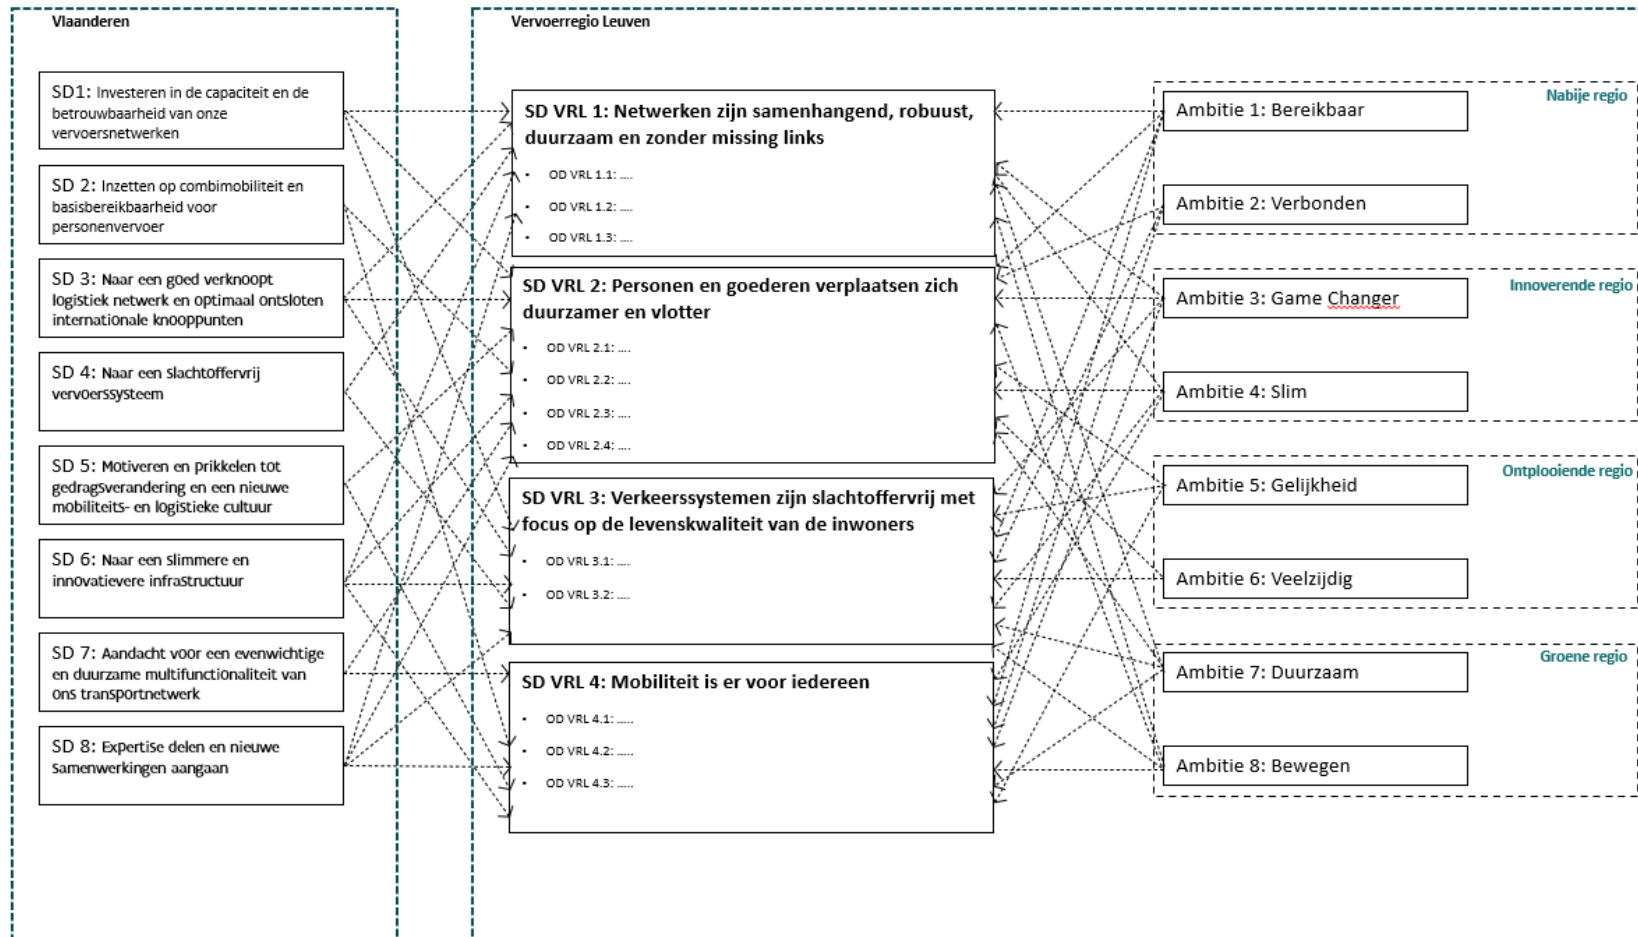 Vlaanderen
SD1: Investeren in de capaciteit en de
betrouwbaarheid van onze
vervoersnetwerken
SD 2: Inzetten op combimobiliteit en
basisbereikbaarheid voor
personenvervoer
SD 3: Naar een goed verknoopt
logistiek netwerk en optimaal ontsloten
internationale knooppunten
SD 4: Naar een slachtoffervrij
vervoerssysteem
SD 5: Motiveren en prikkelen tot
gedragsverandering en een nieuwe
mobiliteits- en logistieke cultuur
SD 6: Naar een slimmere en
innovatievere infrastructuur
SD 7: Aandacht voor een evenwichtige
en duurzame multifunctionaliteit van
ons transportnetwerk
SD 8: Expertise delen en nieuwe
samenwerkingen aangaan
Vervoerregio Leuven
SD VRL 1: Netwerken zijn samenhangend, robuust,
duurzaam en zonder missing links
• OD VRL 1.1: ....
• OD VRL 1.2: ....
• OD VRL 1.3: ....
SD VRL 2: Personen en goederen verplaatsen zich
duurzamer en vlotter
• OD VRL 2.1: ....
• OD VRL 2.2: ....
• OD VRL 2.3: ....
• OD VRL 2.4: ....
SD VRL 3: Verkeerssystemen zijn slachtoffervrij met
focus op de levenskwaliteit van de inwoners
• OD VRL 3.1: ....
• OD VRL 3.2: ....
SD VRL 4: Mobiliteit is er voor iedereen
• OD VRL 4.1: .....
• OD VRL 4.2: .....
• OD VRL 4.3: .....
Nabije regio
Ambitie 1: Bereikbaar
Ambitie 2: Verbonden
Innoverende regio
Ambitie 3: Game Changer
Ambitie 4: Slim
Ontplooiende regio
Ambitie 5: Gelijkheid
Ambitie 6: Veelzijdig
Groene regio
Ambitie 7: Duurzaam
Ambitie 8: Bewegen